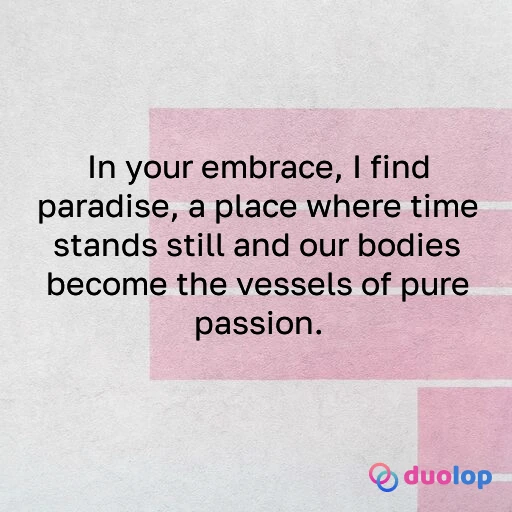 In your embrace, I find
paradise, a place where time
stands still and our bodies
become the vessels of pure
passion.
duolop